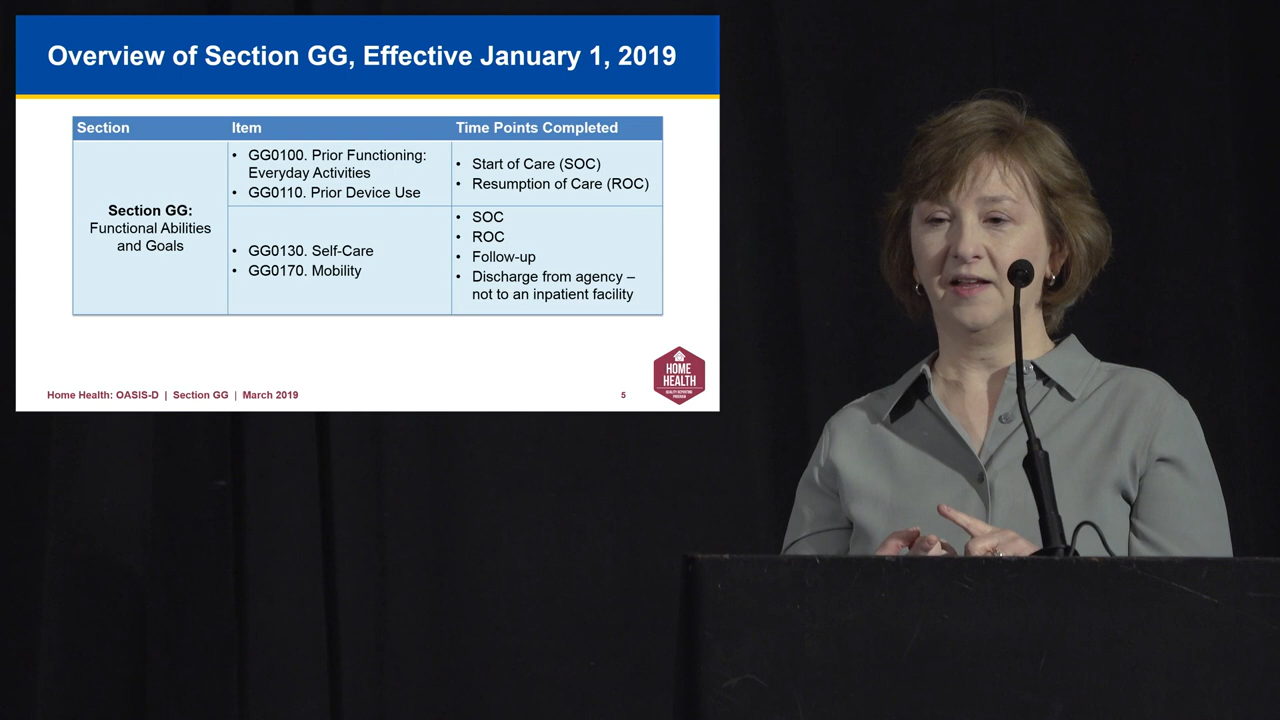 Overview of Section GG, Effective January 1, 2019
Section Item Time Points Completed
Section GG:
Functional Abilities
and Goals
• GG0100. Prior Functioning:
Everyday Activities
• GG0110. Prior Device Use
• Start of Care (SOC)
• Resumption of Care (ROC)
• GG0130. Self-Care
• GG0170. Mobility
• SOC
• ROC
• Follow-up
• Discharge from agency –
not to an inpatient facility
Home Health: OASIS-D | Section GG | March 2019
5
HOME
HEALTH
QUALITY REPORTING
PROGRAM